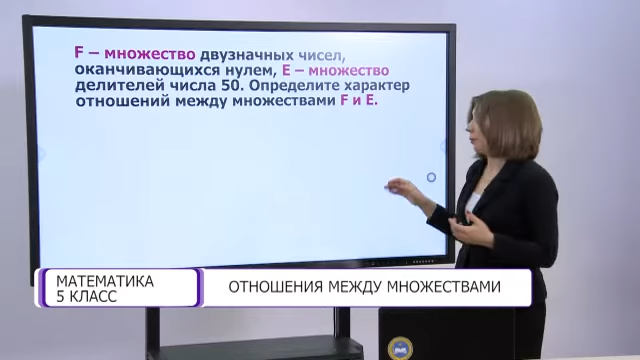 F – множество двузначных чисел,
оканчивающихся нулем, E – множество
делителей числа 50. Определите характер
отношений между множествами F и E.
МАТЕМАТИКА
5 КЛАСС
ОТНОШЕНИЯ МЕЖДУ МНОЖЕСТВАМИ